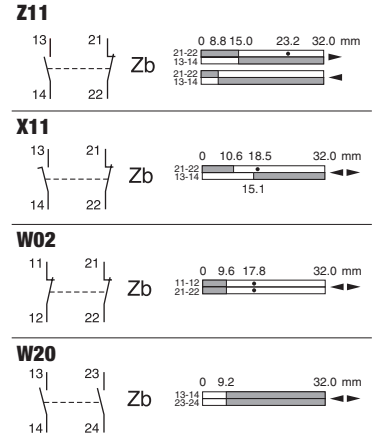 Z11
13 21
Zb
14 22
0 8.8 15.0 23.2 32.0 mm
21-22
13-14
21-22
13-14
X11
13 21
Zb
14 22
0 10.6 18.5 32.0 mm
21-22
13-14
15.1
W02
11 21
Zb
12 22
0 9.6 17.8 32.0 mm
11-12
21-22
W20
13 23
Zb
14 24
0 9.2 32.0 mm
13-14
23-24